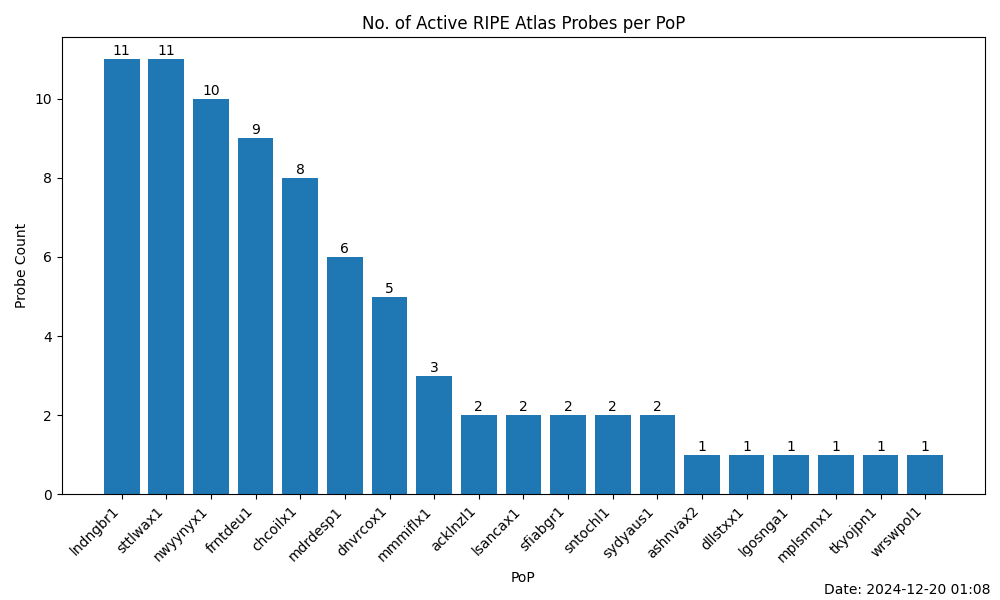 No. of Active RIPE Atlas Probes per PoP
11 11 10 9 8 6 5 3 2 2 2 2 2 1 1 1 1 1 1
10
8
6
4
2
0
Probe Count
lndngbr1 sttlwax1 nwyynyx1 frntdeu1 chcoilx1 mdrdesp1 dnvrcox1 mmmiflx1 acklnzl1 lsancax1 sfiabgr1 sntochl1 sydyaus1 ashnvax2 dllstxx1 lgosnga1 mplsmnx1 tkyojpn1 wrswpol1
PoP
Date: 2024-12-20 01:08